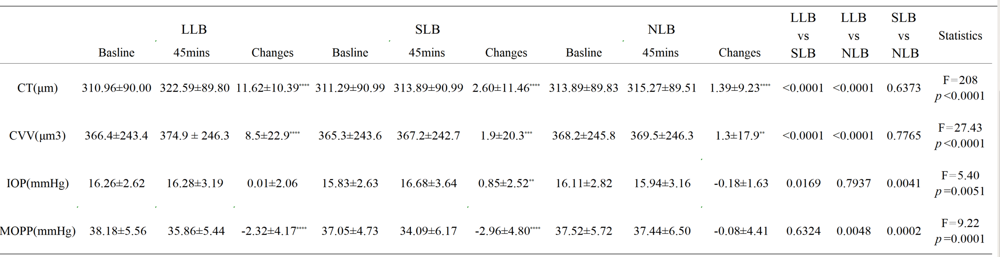 LLB SLB NLB LLB vs SLB LLB vs NLB SLB vs NLB Statistics
Basline 45mins Changes Basline 45mins Changes Basline 45mins Changes
CT(μm) 310.96±90.00 322.59±89.80 11.62±10.39**** 311.29±90.99 313.89±90.99 2.60±11.46**** 313.89±89.83 315.27±89.51 1.39±9.23**** <0.0001 <0.0001 0.6373 F=208 p<0.0001
CVV(μm3) 366.4±243.4 374.9 ± 246.3 8.5±22.9**** 365.3±243.6 367.2±242.7 1.9±20.3*** 368.2±245.8 369.5±246.3 1.3±17.9** <0.0001 <0.0001 0.7765 F=27.43 p<0.0001
IOP(mmHg) 16.26±2.62 16.28±3.19 0.01±2.06 15.83±2.63 16.68±3.64 0.85±2.52** 16.11±2.82 15.94±3.16 -0.18±1.63 0.0169 0.7937 0.0041 F=5.40 p=0.0051
MOPP(mmHg) 38.18±5.56 35.86±5.44 -2.32±4.17**** 37.05±4.73 34.09±6.17 -2.96±4.80**** 37.52±5.72 37.44±6.50 -0.08±4.41 0.6324 0.0048 0.0002 F=9.22 p=0.0001